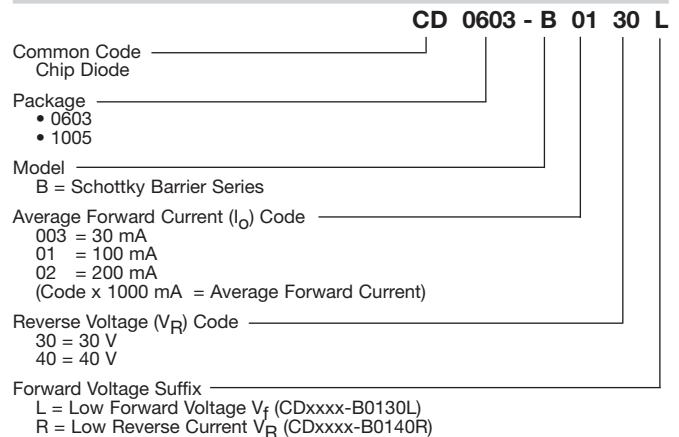 CD 0603 - B 01 30 L
Common Code
Chip Diode
Package
• 0603
• 1005
Model
B = Schottky Barrier Series
Average Forward Current (Io) Code
003 = 30 mA
01 = 100 mA
02 = 200 mA
(Code x 1000 mA = Average Forward Current)
Reverse Voltage (VR) Code
30 = 30 V
40 = 40 V
Forward Voltage Suffix
L = Low Forward Voltage Vf (CDxxxx-B0130L)
R = Low Reverse Current VR (CDxxxx-B0140R)